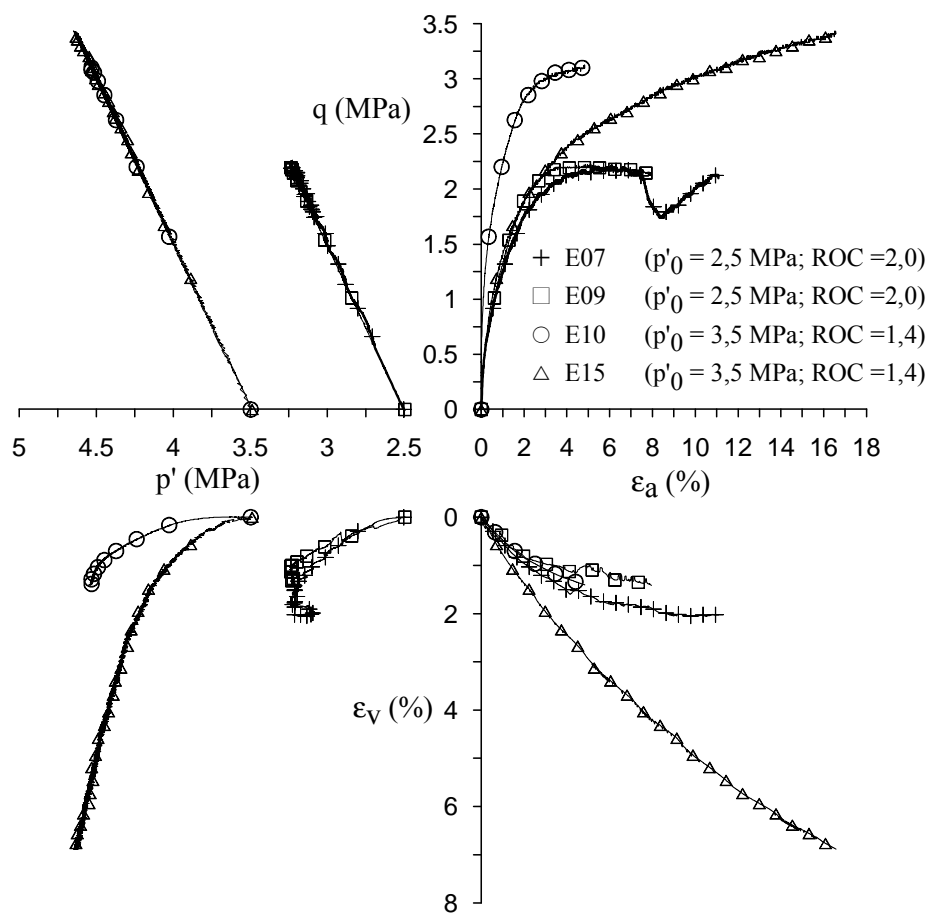 3.5
3
2.5
2
1.5
1
0.5
0
q (MPa)
+ E07 (p'0 = 2,5 MPa; ROC =2,0)
□ E09 (p'0 = 2,5 MPa; ROC =2,0)
○ E10 (p'0 = 3,5 MPa; ROC =1,4)
△ E15 (p'0 = 3,5 MPa; ROC =1,4)
5 4.5 4 3.5 3 2.5
0 2 4 6 8 10 12 14 16 18
p' (MPa)
εa (%)
0
2
4
6
8
εv (%)